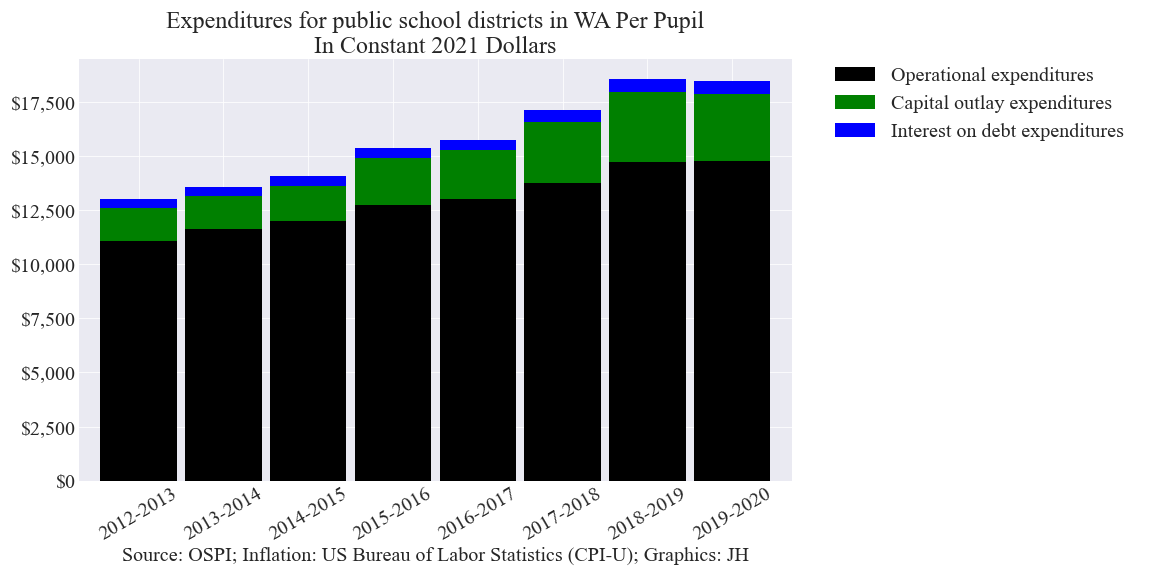 Expenditures for public school districts in WA Per Pupil
In Constant 2021 Dollars
Operational expenditures
Capital outlay expenditures
Interest on debt expenditures
$17,500
$15,000
$12,500
$10,000
$7,500
$5,000
$2,500
$0
2012-2013
2013-2014
2014-2015
2015-2016
2016-2017
2017-2018
2018-2019
2019-2020
Source: OSPI; Inflation: US Bureau of Labor Statistics (CPI-U); Graphics: JH